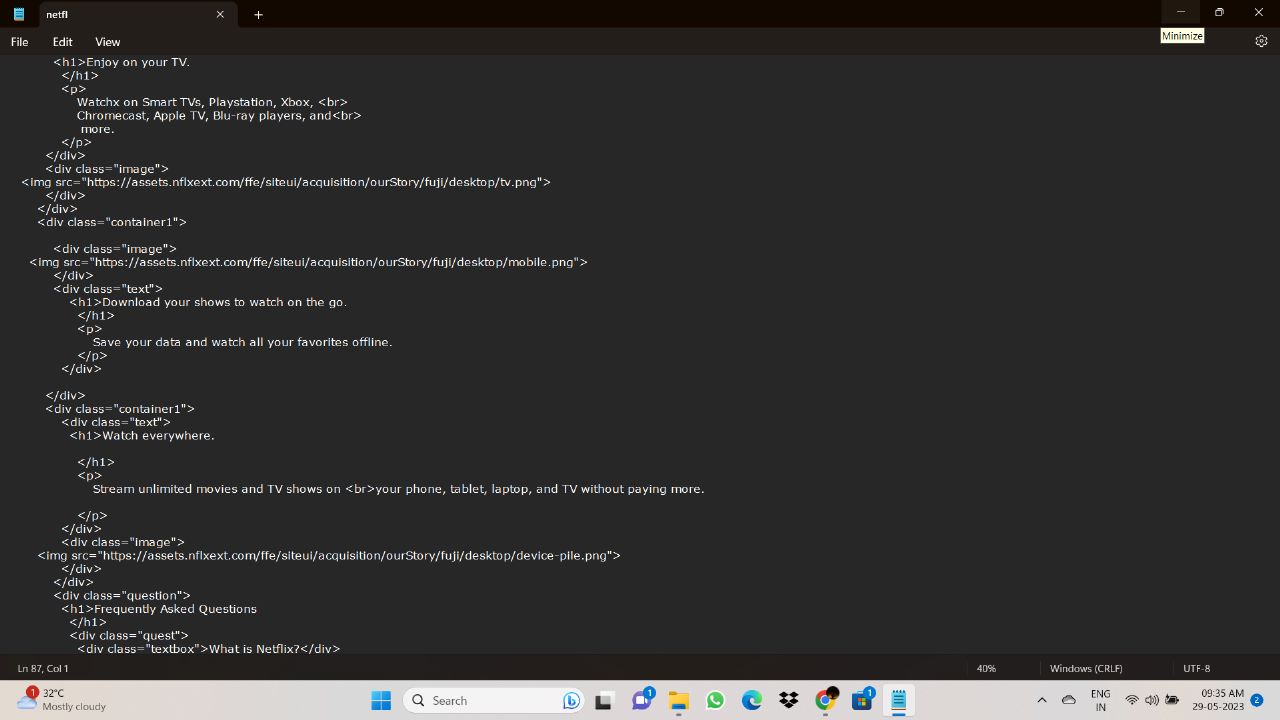 netfl
File Edit View
Minimize
<h1>Enjoy on your TV.
</h1>
<p>
Watchx on Smart TVs, Playstation, Xbox, <br>
Chromecast, Apple TV, Blu-ray players, and<br>
more.
</p>
</div>
<div class="image">
<img src="https://assets.nflxext.com/ffe/siteui/acquisition/ourStory/fuji/desktop/tv.png">
</div>
</div>
<div class="container1">
<div class="image">
<img src="https://assets.nflxext.com/ffe/siteui/acquisition/ourStory/fuji/desktop/mobile.png">
</div>
<div class="text">
<h1>Download your shows to watch on the go.
</h1>
<p>
Save your data and watch all your favorites offline.
</p>
</div>
</div>
<div class="container1">
<div class="text">
<h1>Watch everywhere.
</h1>
<p>
Stream unlimited movies and TV shows on <br>your phone, tablet, laptop, and TV without paying more.
</p>
</div>
<div class="image">
<img src="https://assets.nflxext.com/ffe/siteui/acquisition/ourStory/fuji/desktop/device-pile.png">
</div>
</div>
<div class="question">
<h1>Frequently Asked Questions
</h1>
<div class="quest">
<div class="textbox">What is Netflix?</div>
Ln 87, Col 1 40% Windows (CRLF) UTF-8
1 32°C
Mostly cloudy
Search
1
1
ENG
IN
09:35 AM
29-05-2023
2